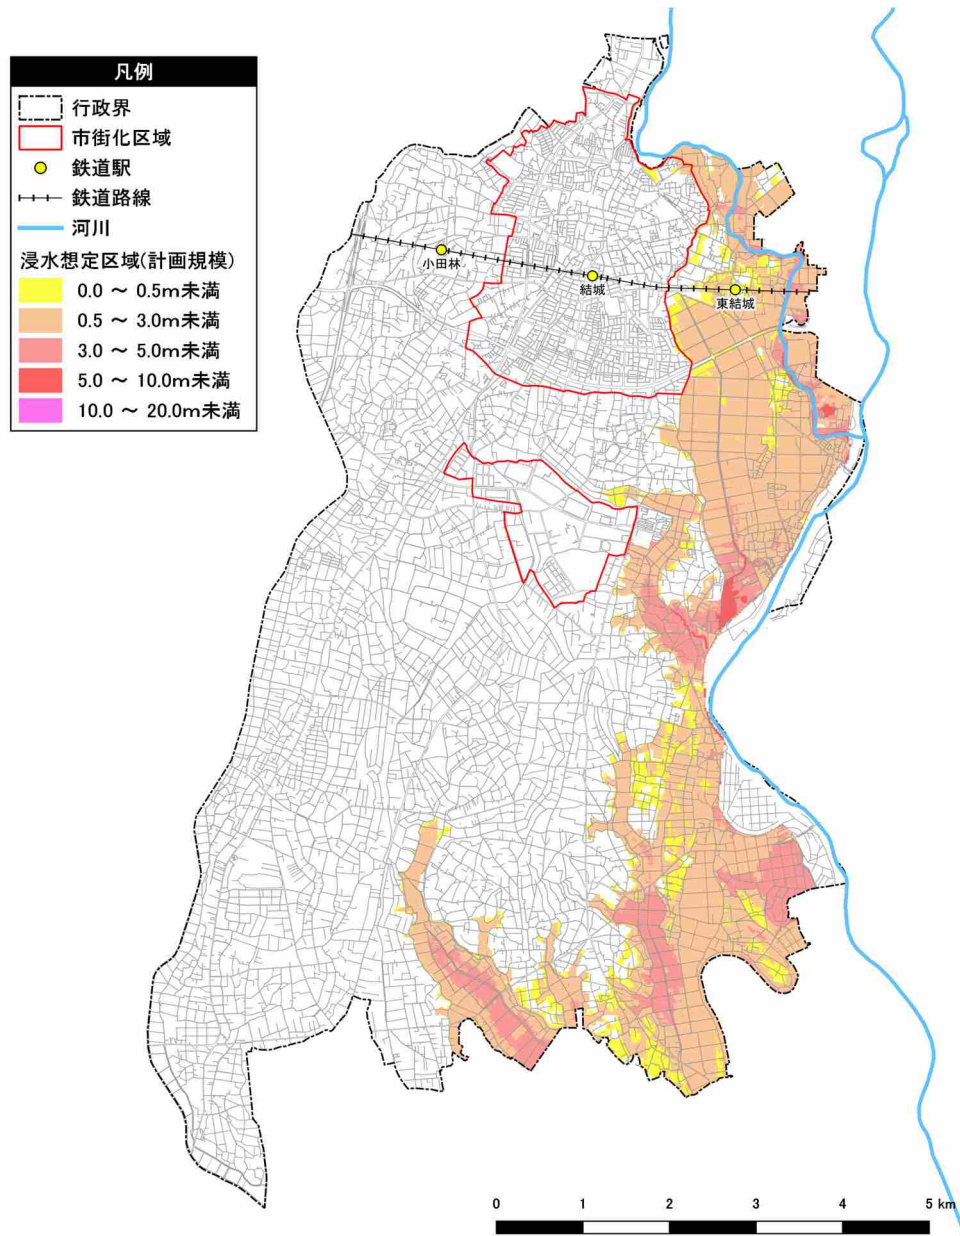 凡例
行政界
市街化区域
鉄道駅
鉄道路線
河川
浸水想定区域(計画規模)
0.0 ～ 0.5m未満
0.5 ～ 3.0m未満
3.0 ～ 5.0m未満
5.0 ～ 10.0m未満
10.0 ～ 20.0m未満
小田林
結城
東結城
0 1 2 3 4 5 km